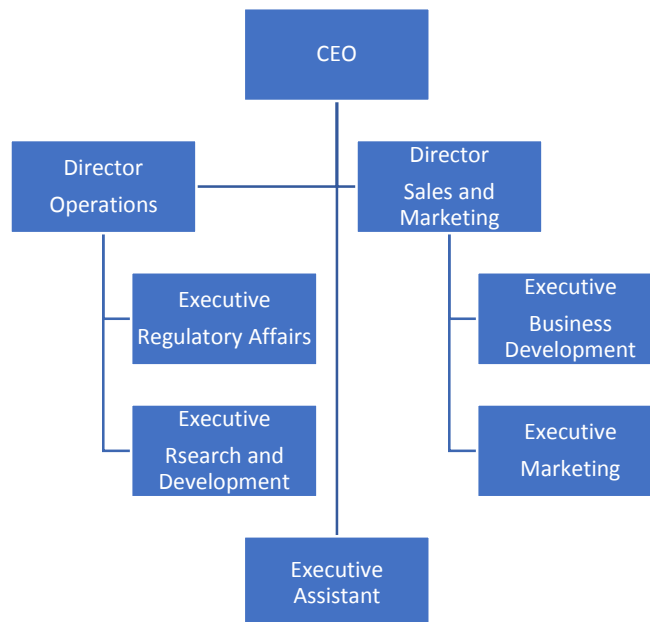 CEO
Director
Operations
Director
Sales and
Marketing
Executive
Regulatory Affairs
Executive
Business
Development
Executive
Rsearch and
Development
Executive
Marketing
Executive
Assistant